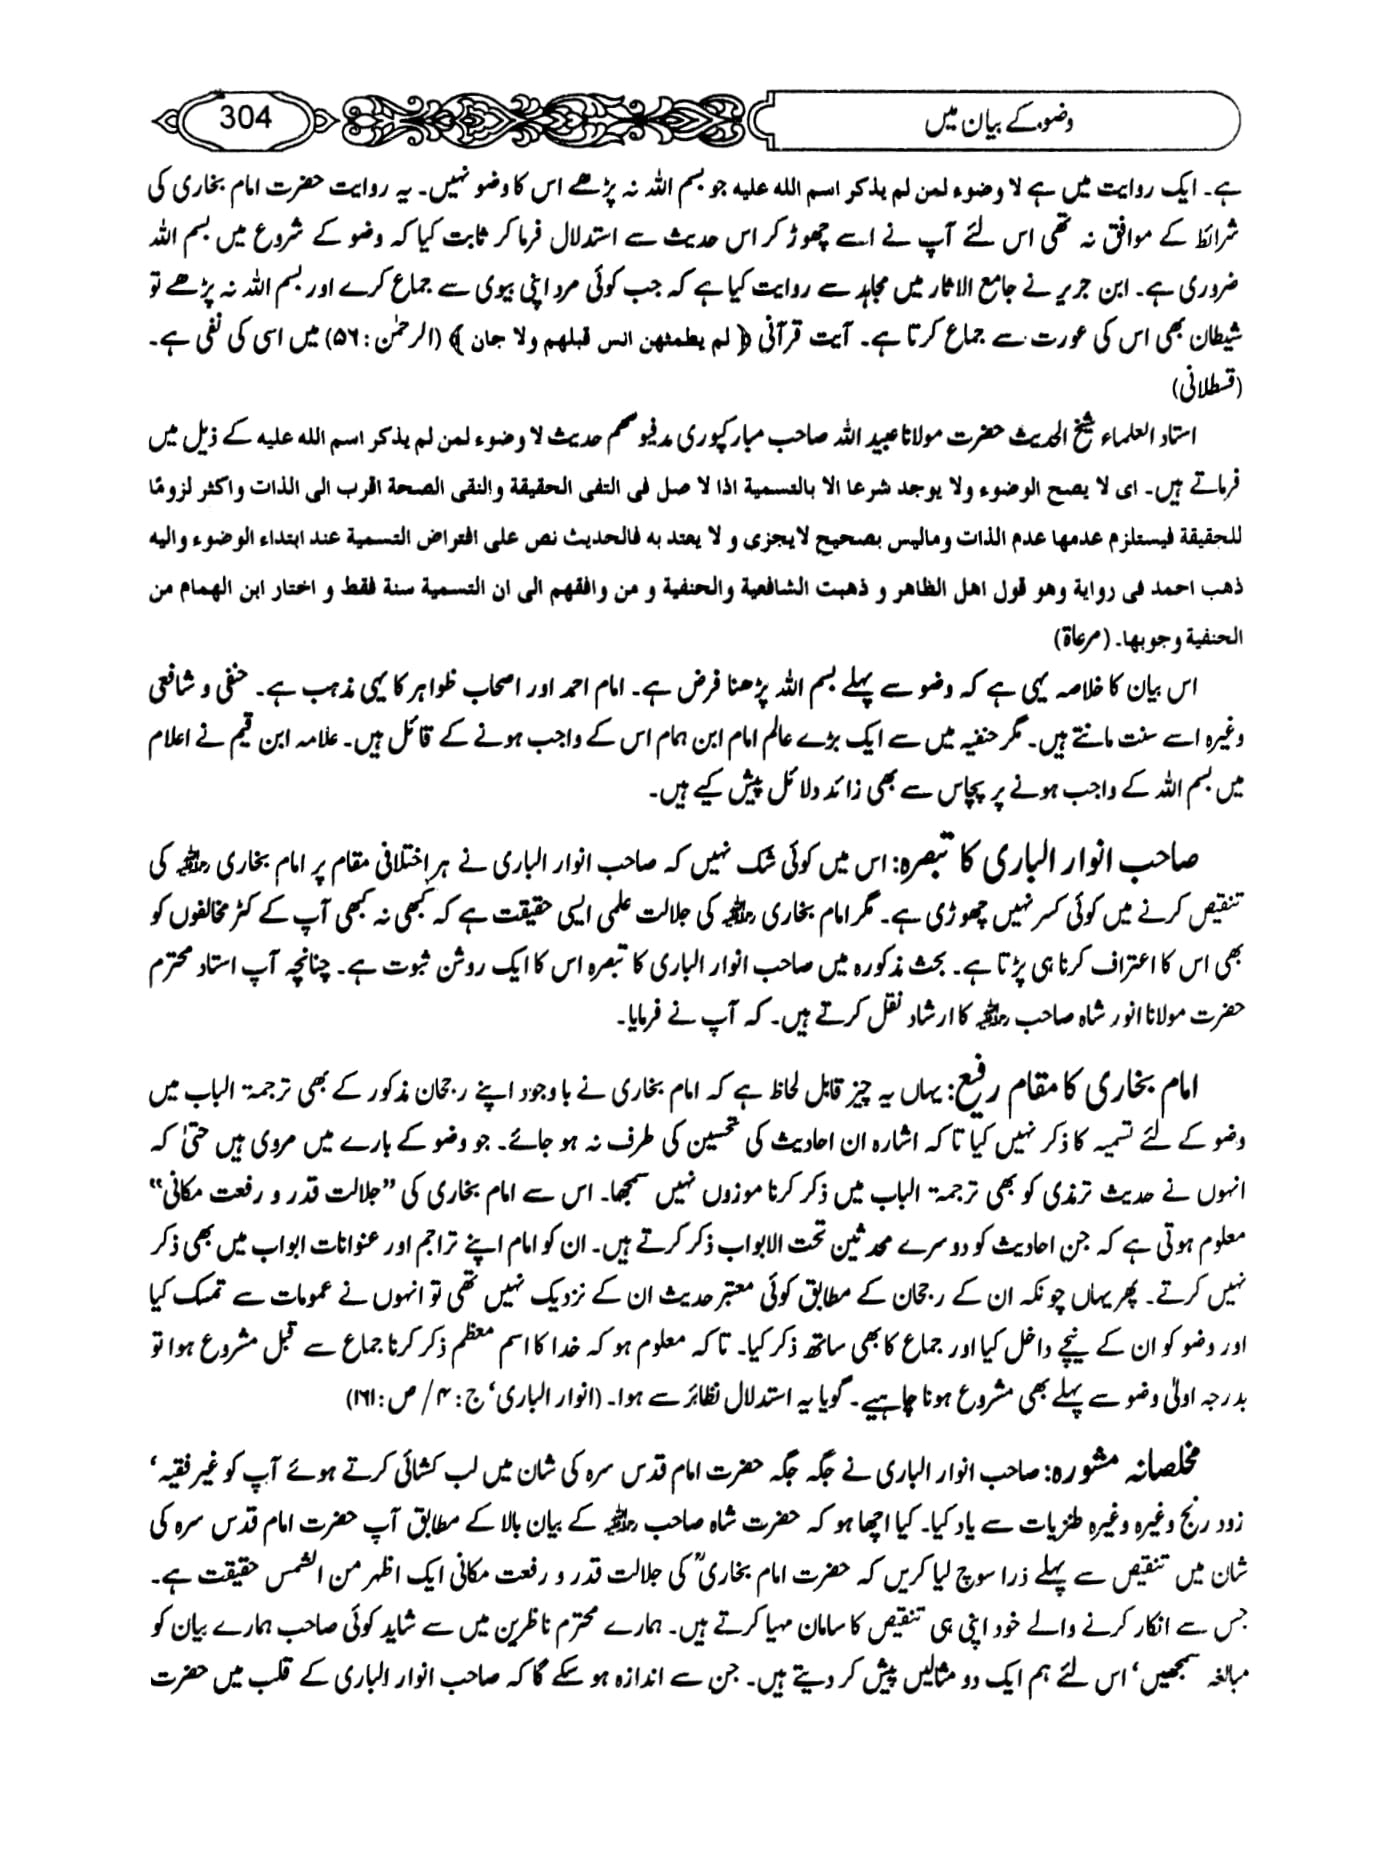 وضو کے بیان میں
304
ہے۔ ایک روایت میں ہے لا وضوء لمن لم یذکر اسم اللہ علیہ جو بسم اللہ نہ پڑھے اس کا وضو نہیں۔ یہ روایت حضرت امام بخاری کی
شرائط کے موافق نہ تھی اس لئے آپ نے اسے چھوڑ کر اس حدیث سے استدلال فرما کر ثابت کیا کہ وضو کے شروع میں بسم اللہ
ضروری ہے۔ ابن جریر نے جامع الاثار میں مجاہد سے روایت کیا ہے کہ جب کوئی مرد اپنی بیوی سے جماع کرے اور بسم اللہ نہ پڑھے تو
شیطان بھی اس کی عورت سے جماع کرتا ہے۔ آیت قرآنی ﴿ لم یطمثھن انس قبلھم ولا جان ﴾ (الرحمٰن : ۵۶) میں اسی کی نفی ہے۔
(قسطلانی)
استاد العلماء شیخ الحدیث حضرت مولانا عبید اللہ صاحب مبارکپوری مدفیوضہم حدیث لا وضوء لمن لم یذکر اسم اللہ علیہ کے ذیل میں
فرماتے ہیں۔ ای لا یصح الوضوء ولا یوجد شرعا الا بالتسمیة اذا لا صل فی النفی الحقیقة والنفی الصحة اقرب الی الذات واکثر لزومًا
للحقیقة فیستلزم عدمھا عدم الذات ومالیس بصحیح لایجزی و لا یعتد به فالحدیث نص علی افتراض التسمیة عند ابتداء الوضوء والیه
ذھب احمد فی روایة وھو قول اھل الظاھر و ذھبت الشافعیة والحنفیة و من وافقھم الی ان التسمیة سنة فقط و اختار ابن الھمام من
الحنفیة وجوبھا۔ (مرعاة)
اس بیان کا خلاصہ یہی ہے کہ وضو سے پہلے بسم اللہ پڑھنا فرض ہے۔ امام احمد اور اصحاب ظواہر کا یہی مذہب ہے۔ حنفی و شافعی
وغیرہ اسے سنت مانتے ہیں۔ مگر حنفیہ میں سے ایک بڑے عالم امام ابن ہمام اس کے واجب ہونے کے قائل ہیں۔ علامہ ابن قیم نے اعلام
میں بسم اللہ کے واجب ہونے پر پچاس سے بھی زائد دلائل پیش کیے ہیں۔
صاحب انوار الباری کا تبصرہ: اس میں کوئی شک نہیں کہ صاحب انوار الباری نے ہر اختلافی مقام پر امام بخاری رحمہ اللہ کی
تنقیص کرنے میں کوئی کسر نہیں چھوڑی ہے۔ مگر امام بخاری رحمہ اللہ کی جلالت علمی ایسی حقیقت ہے کہ کبھی نہ کبھی آپ کے کٹر مخالفوں کو
بھی اس کا اعتراف کرنا ہی پڑتا ہے۔ بحث مذکورہ میں صاحب انوار الباری کا تبصرہ اس کا ایک روشن ثبوت ہے۔ چنانچہ آپ استاد محترم
حضرت مولانا انور شاہ صاحب رحمہ اللہ کا ارشاد نقل کرتے ہیں۔ کہ آپ نے فرمایا۔
امام بخاری کا مقام رفیع: یہاں یہ چیز قابل لحاظ ہے کہ امام بخاری نے باوجود اپنے رجحان مذکور کے بھی ترجمۃ الباب میں
وضو کے لئے تسمیہ کا ذکر نہیں کیا تاکہ اشارہ ان احادیث کی تحسین کی طرف نہ ہو جائے۔ جو وضو کے بارے میں مروی ہیں حتیٰ کہ
انہوں نے حدیث ترمذی کو بھی ترجمۃ الباب میں ذکر کرنا موزوں نہیں سمجھا۔ اس سے امام بخاری کی ”جلالت قدر و رفعت مکانی“
معلوم ہوتی ہے کہ جن احادیث کو دوسرے محدثین تحت الابواب ذکر کرتے ہیں۔ ان کو امام اپنے تراجم اور عنوانات ابواب میں بھی ذکر
نہیں کرتے۔ پھر یہاں چونکہ ان کے رجحان کے مطابق کوئی معتبر حدیث ان کے نزدیک نہیں تھی تو انہوں نے عمومات سے تمسک کیا
اور وضو کو ان کے نیچے داخل کیا اور جماع کا بھی ساتھ ذکر کیا۔ تاکہ معلوم ہو کہ خدا کا اسم معظم ذکر کرنا جماع سے قبل مشروع ہوا تو
بدرجہ اولیٰ وضو سے پہلے بھی مشروع ہونا چاہیے۔ گویا یہ استدلال نظائر سے ہوا۔ (انوار الباری‘ ج : ۴ / ص : ۱۶۱)
مخلصانہ مشورہ: صاحب انوار الباری نے جگہ جگہ حضرت امام قدس سرہ کی شان میں لب کشائی کرتے ہوئے آپ کو غیر فقیہ‘
زود رنج وغیرہ وغیرہ طنزیات سے یاد کیا۔ کیا اچھا ہو کہ حضرت شاہ صاحب رحمہ اللہ کے بیان بالا کے مطابق آپ حضرت امام قدس سرہ کی
شان میں تنقیص سے پہلے ذرا سوچ لیا کریں کہ حضرت امام بخاریؒ کی جلالت قدر و رفعت مکانی ایک اظہر من الشمس حقیقت ہے۔
جس سے انکار کرنے والے خود اپنی ہی تنقیص کا سامان مہیا کرتے ہیں۔ ہمارے محترم ناظرین میں سے شاید کوئی صاحب ہمارے بیان کو
مبالغہ سمجھیں‘ اس لئے ہم ایک دو مثالیں پیش کر دیتے ہیں۔ جن سے اندازہ ہو سکے گا کہ صاحب انوار الباری کے قلب میں حضرت